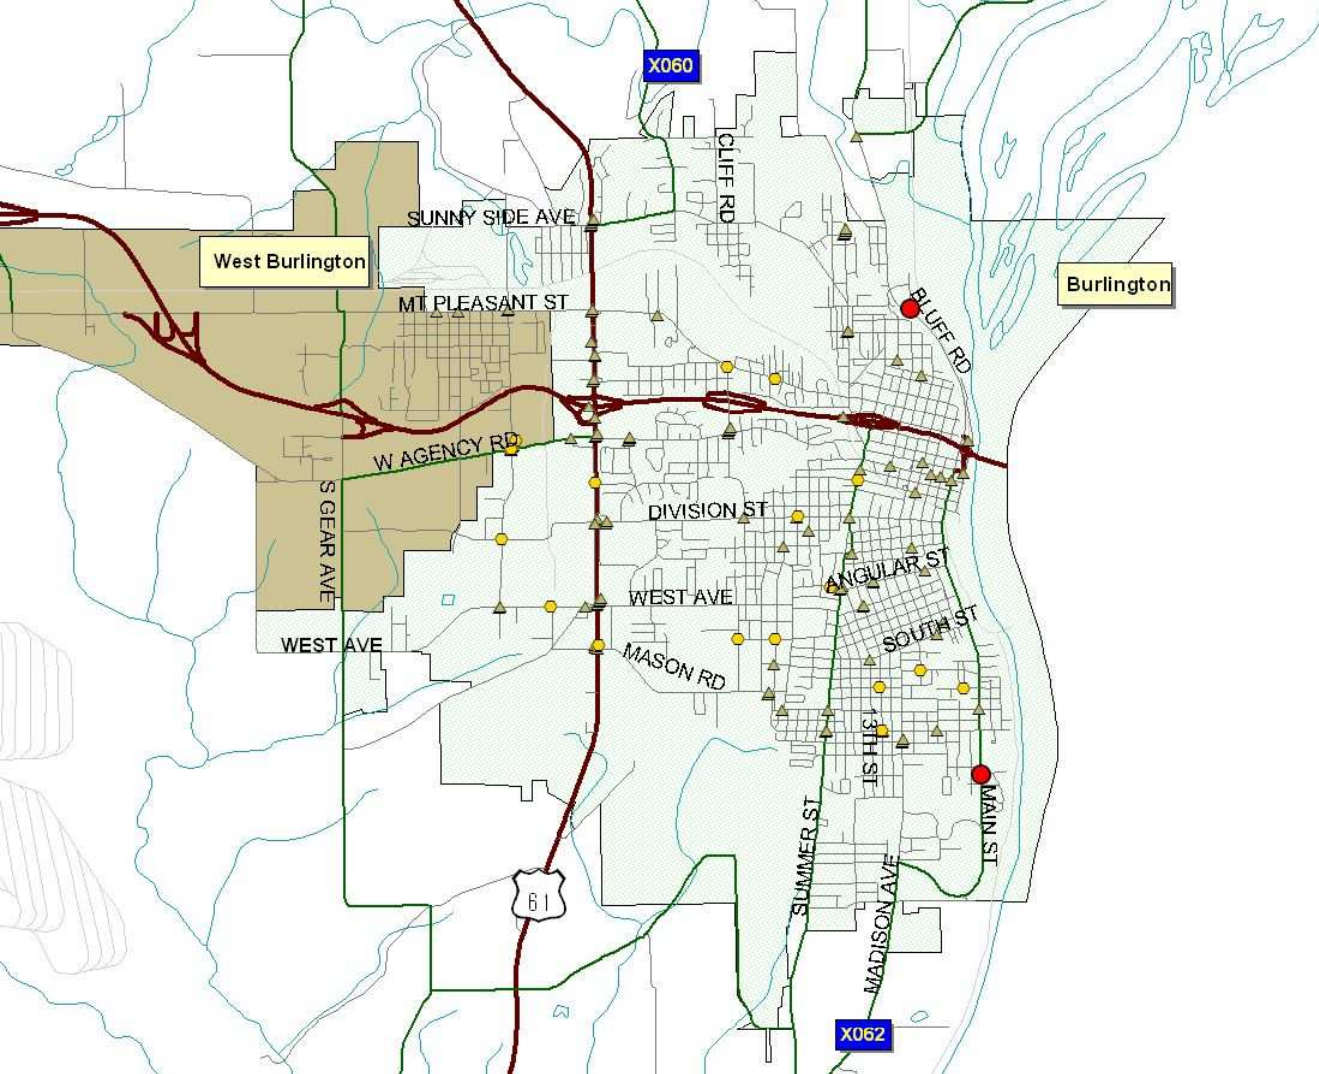 X060
CLIFF RD
SUNNY SIDE AVE
West Burlington
Burlington
MT PLEASANT ST
BLUFF RD
W AGENCY RD
S GEAR AVE
DIVISION ST
ANGULAR ST
WEST AVE
SOUTH ST
WEST AVE
MASON RD
13TH ST
MAIN ST
SUMMER ST
MADISON AVE
61
X062